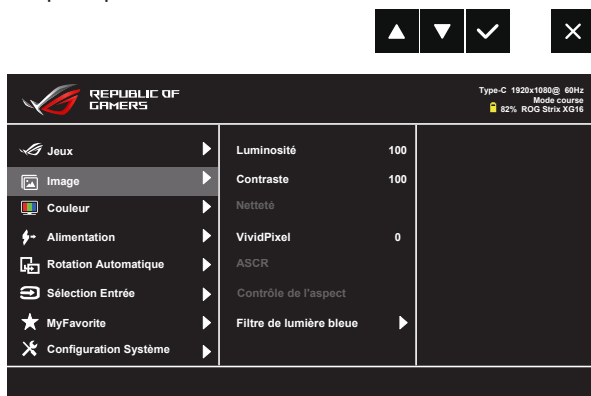 REPUBLIC OF
GAMERS
Type-C 1920x1080@ 60Hz
Mode course
82% ROG Strix XG16
Jeux
Image
Couleur
Alimentation
Rotation Automatique
Sélection Entrée
MyFavorite
Configuration Système
Luminosité 100
Contraste 100
Netteté
VividPixel 0
ASCR
Contrôle de l'aspect
Filtre de lumière bleue